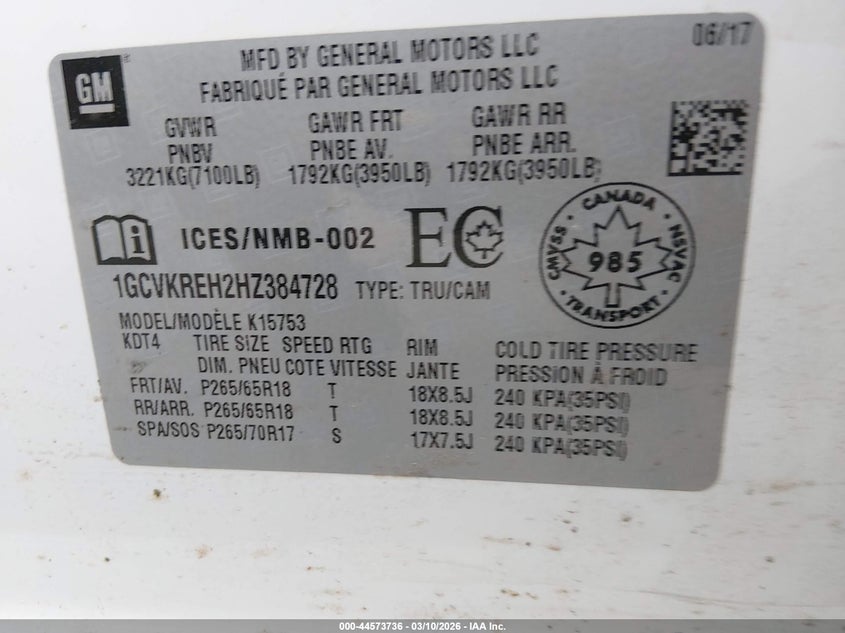 GM
MFD BY GENERAL MOTORS LLC
06/17
FABRIQUÉ PAR GENERAL MOTORS LLC
GVWR GAWR FRT GAWR RR
PNBV PNBE AV. PNBE ARR.
3221KG(7100LB) 1792KG(3950LB) 1792KG(3950LB)
i ICES/NMB-002 EC
CANADA
CMVSS 985 NSVAC
TRANSPORT
1GCVKREH2HZ384728 TYPE: TRU/CAM
MODEL/MODÈLE K15753
KDT4 TIRE SIZE SPEED RTG RIM COLD TIRE PRESSURE
DIM. PNEU COTE VITESSE JANTE PRESSION À FROID
FRT/AV. P265/65R18 T 18X8.5J 240 KPA(35PSI)
RR/ARR. P265/65R18 T 18X8.5J 240 KPA(35PSI)
SPA/SOS P265/70R17 S 17X7.5J 240 KPA(35PSI)
000-44573736 - 03/10/2026 - IAA Inc.